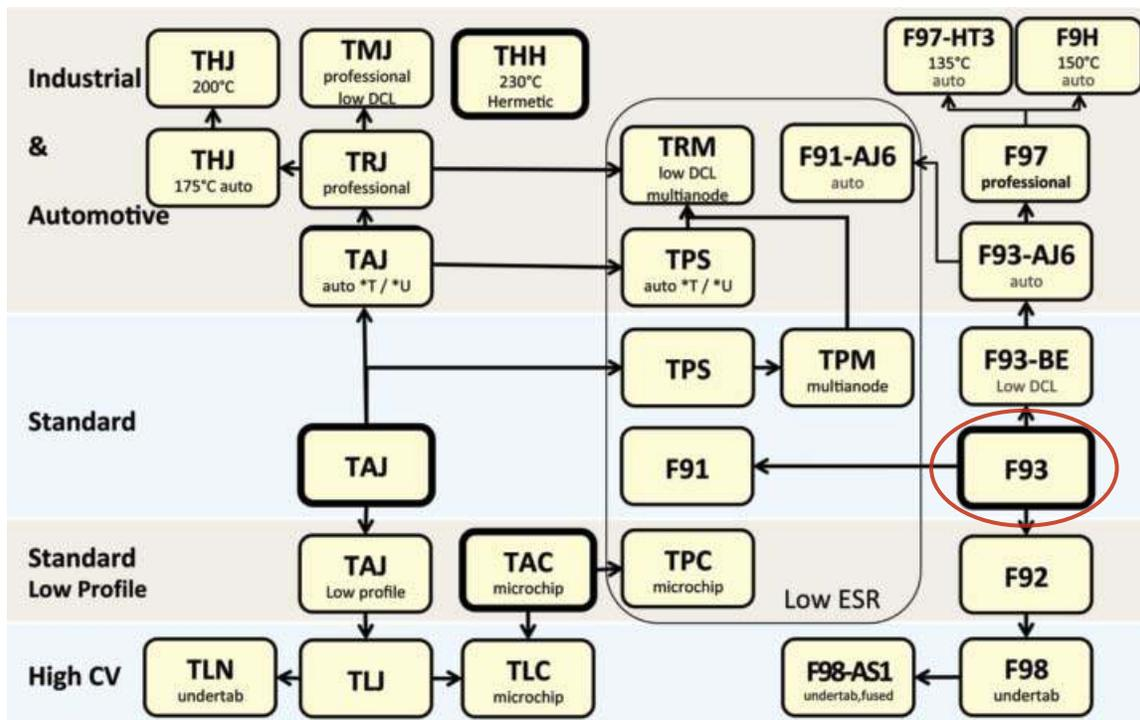 Industrial
&
Automotive
THJ
200°C
TMJ
professional
low DCL
THH
230°C
Hermetic
F97-HT3
135°C
auto
F9H
150°C
auto
THJ
175°C auto
TRJ
professional
TRM
low DCL
multianode
F91-AJ6
auto
F97
professional
TAJ
auto *T / *U
TPS
auto *T / *U
F93-AJ6
auto
Standard
TPS
TPM
multianode
F93-BE
Low DCL
TAJ
F91
F93
Standard
Low Profile
TAJ
Low profile
TAC
microchip
TPC
microchip
Low ESR
F92
High CV
TLN
undertab
TLJ
TLC
microchip
F98-AS1
undertab,fused
F98
undertab